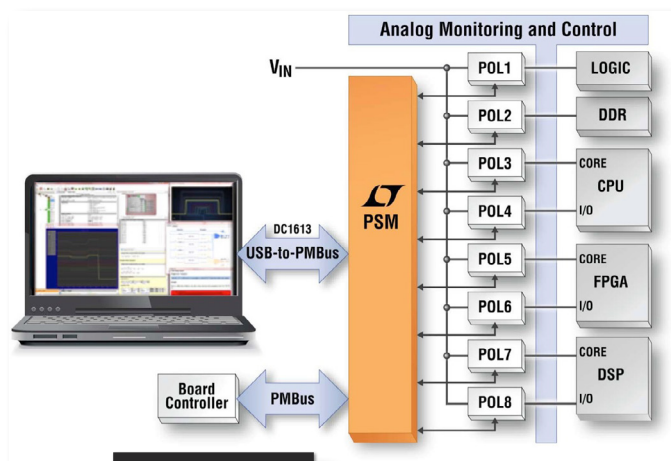 Analog Monitoring and Control
VIN
POL1
LOGIC
POL2
DDR
POL3
CORE
CPU
PSM
POL4
I/O
DC1613
USB-to-PMBus
POL5
CORE
FPGA
POL6
I/O
POL7
CORE
DSP
Board
Controller
PMBus
POL8
I/O